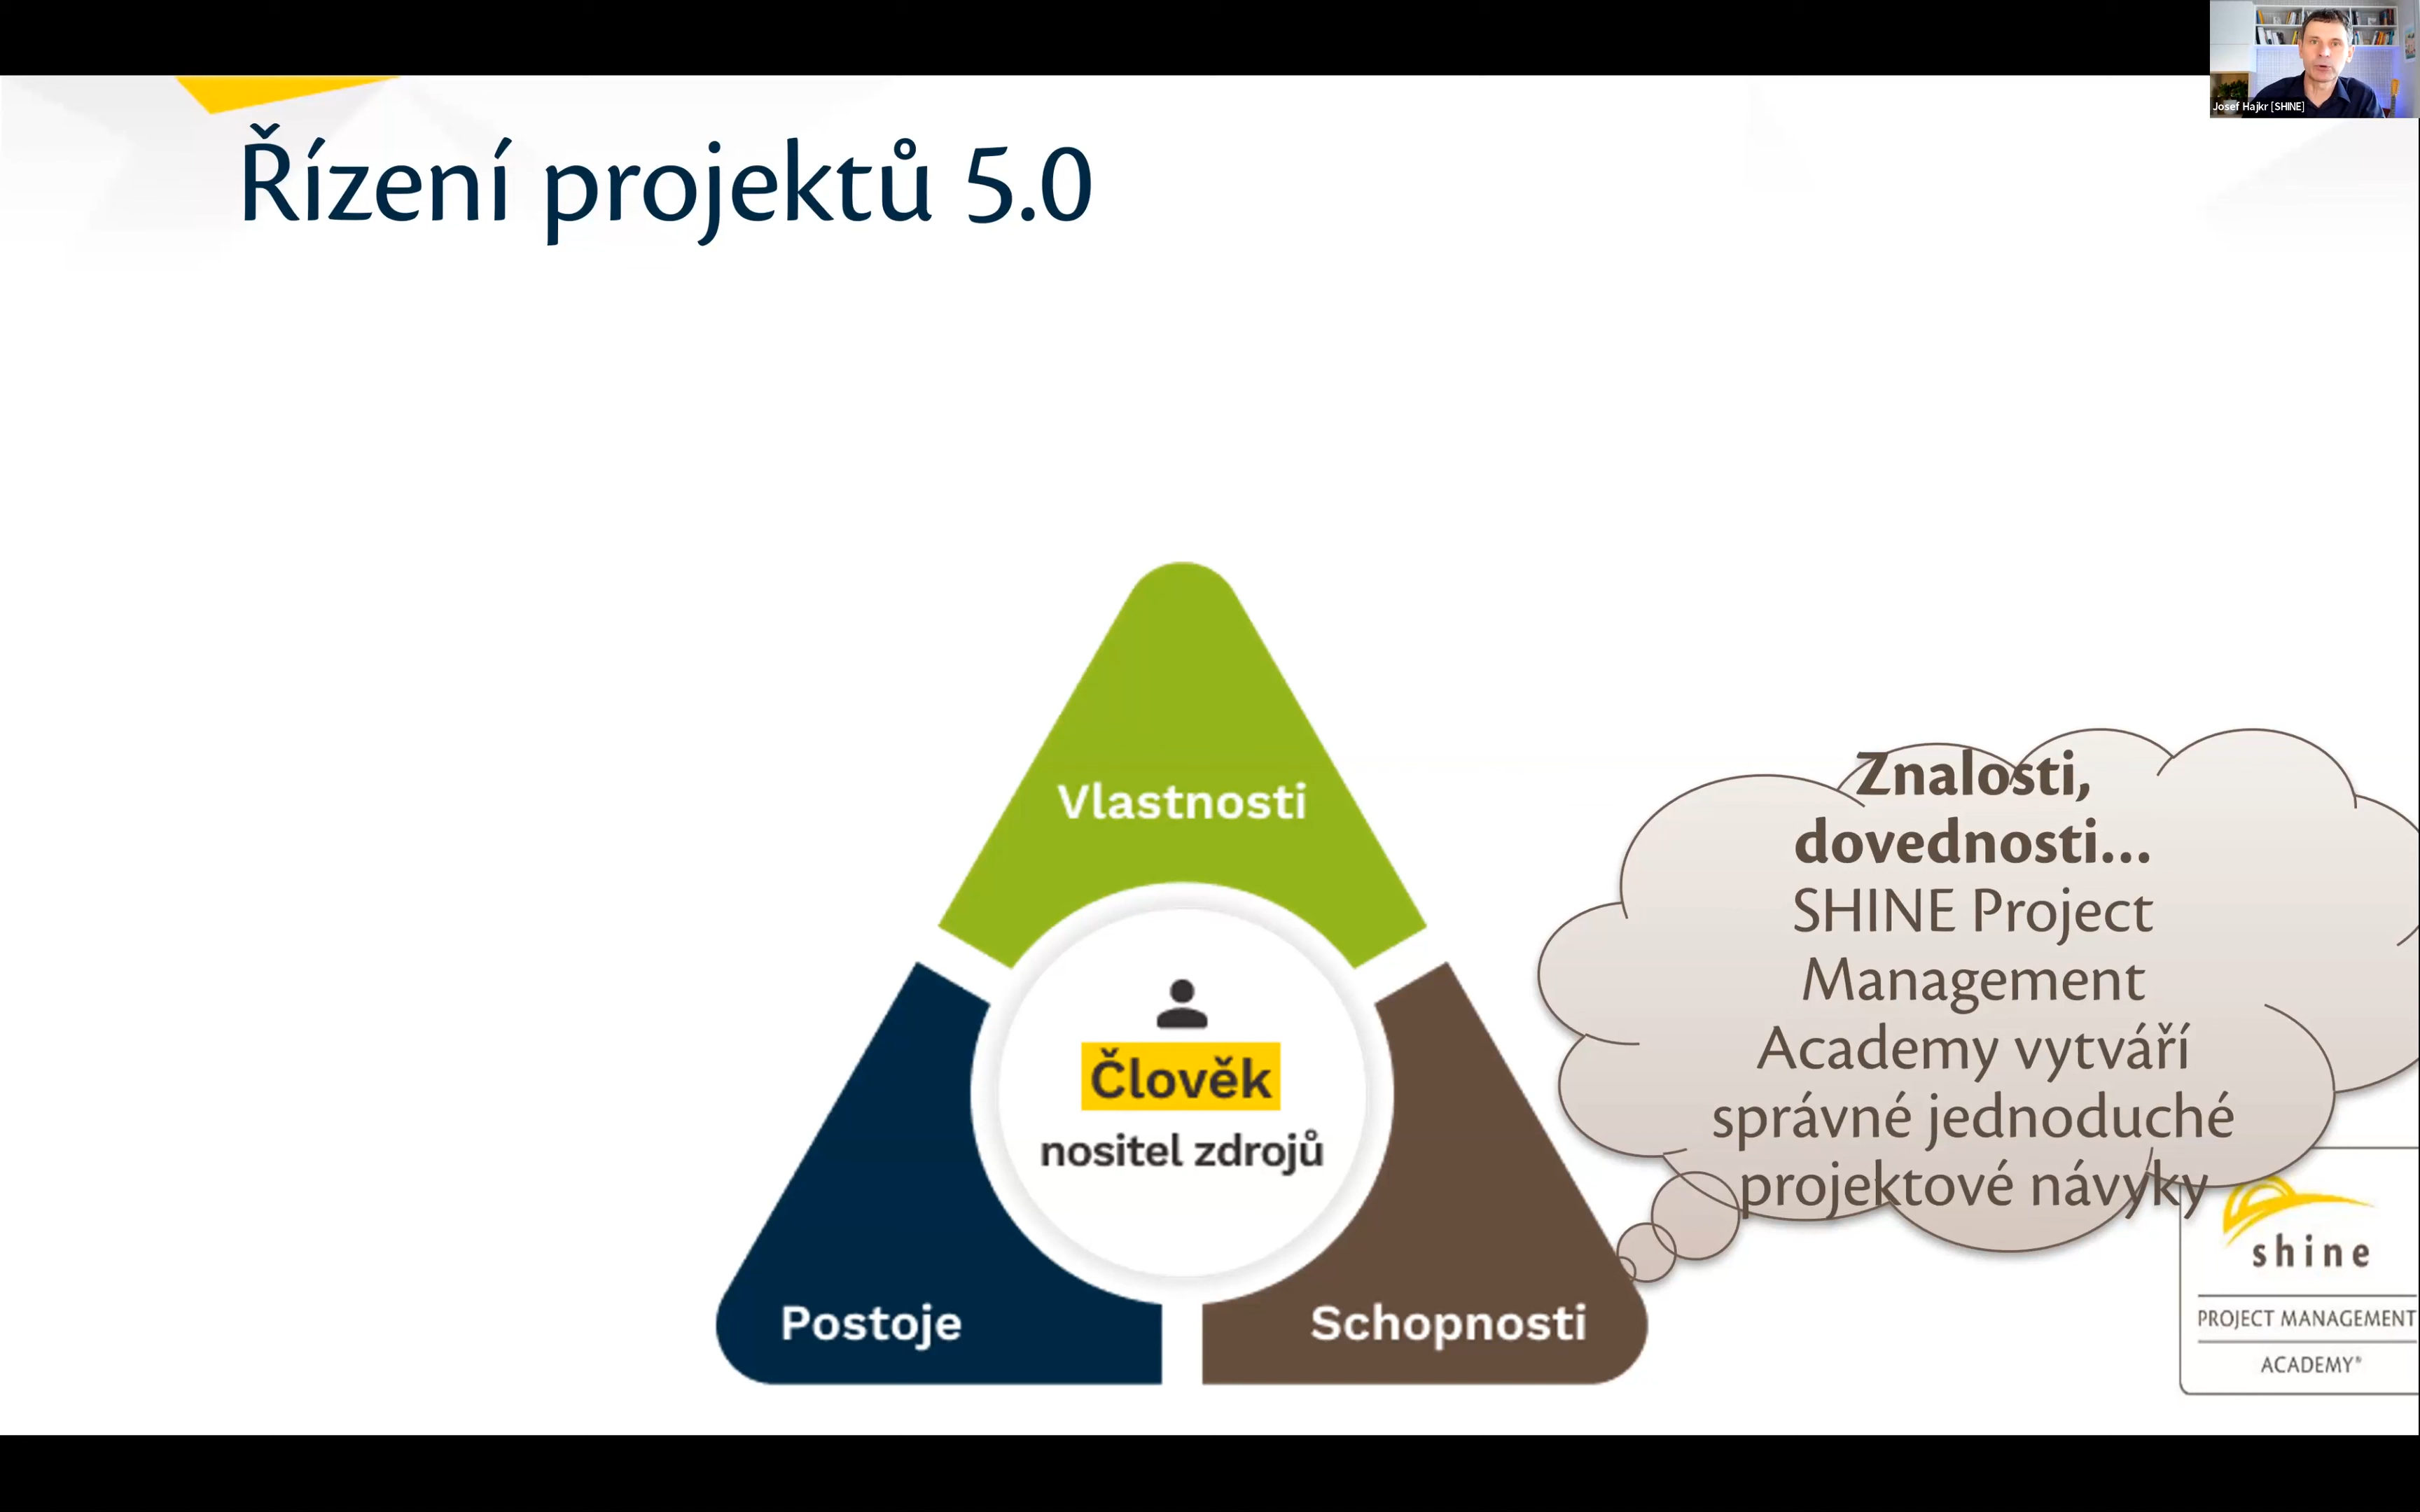 Josef Hajkr [SHINE]
Řízení projektů 5.0
Vlastnosti
Člověk
nositel zdrojů
Postoje
Schopnosti
Znalosti,
dovednosti...
SHINE Project
Management
Academy vytváří
správné jednoduché
projektové návyky
shine
PROJECT MANAGEMENT
ACADEMY®